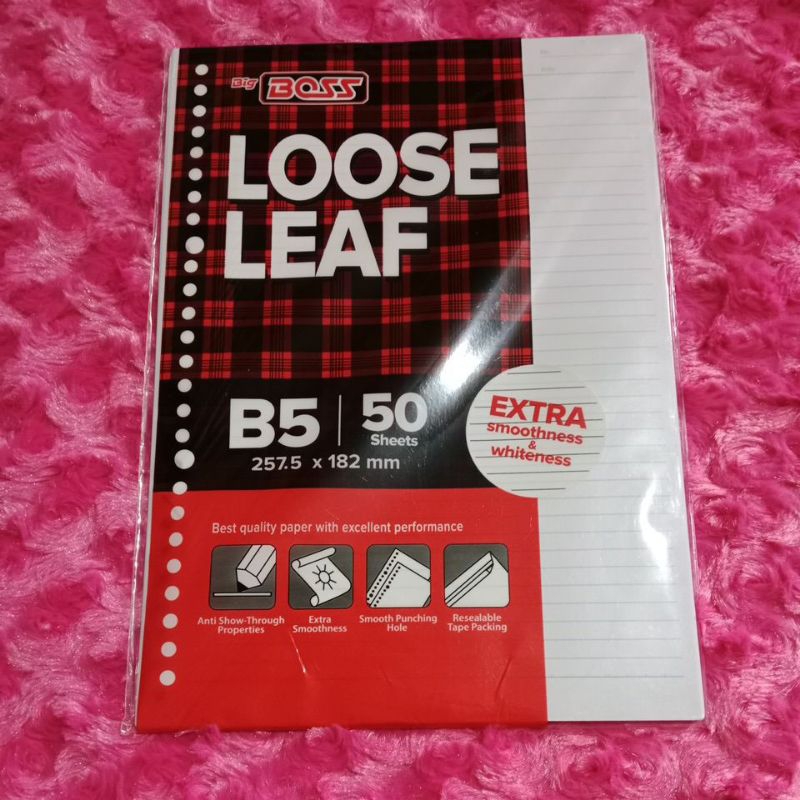 Big BOSS
LOOSE
LEAF
B5 | 50
Sheets
257.5 x 182 mm
EXTRA
smoothness
&
whiteness
Best quality paper with excellent performance
Anti Show-Through
Properties
Extra
Smoothness
Smooth Punching
Hole
Resealable
Tape Packing